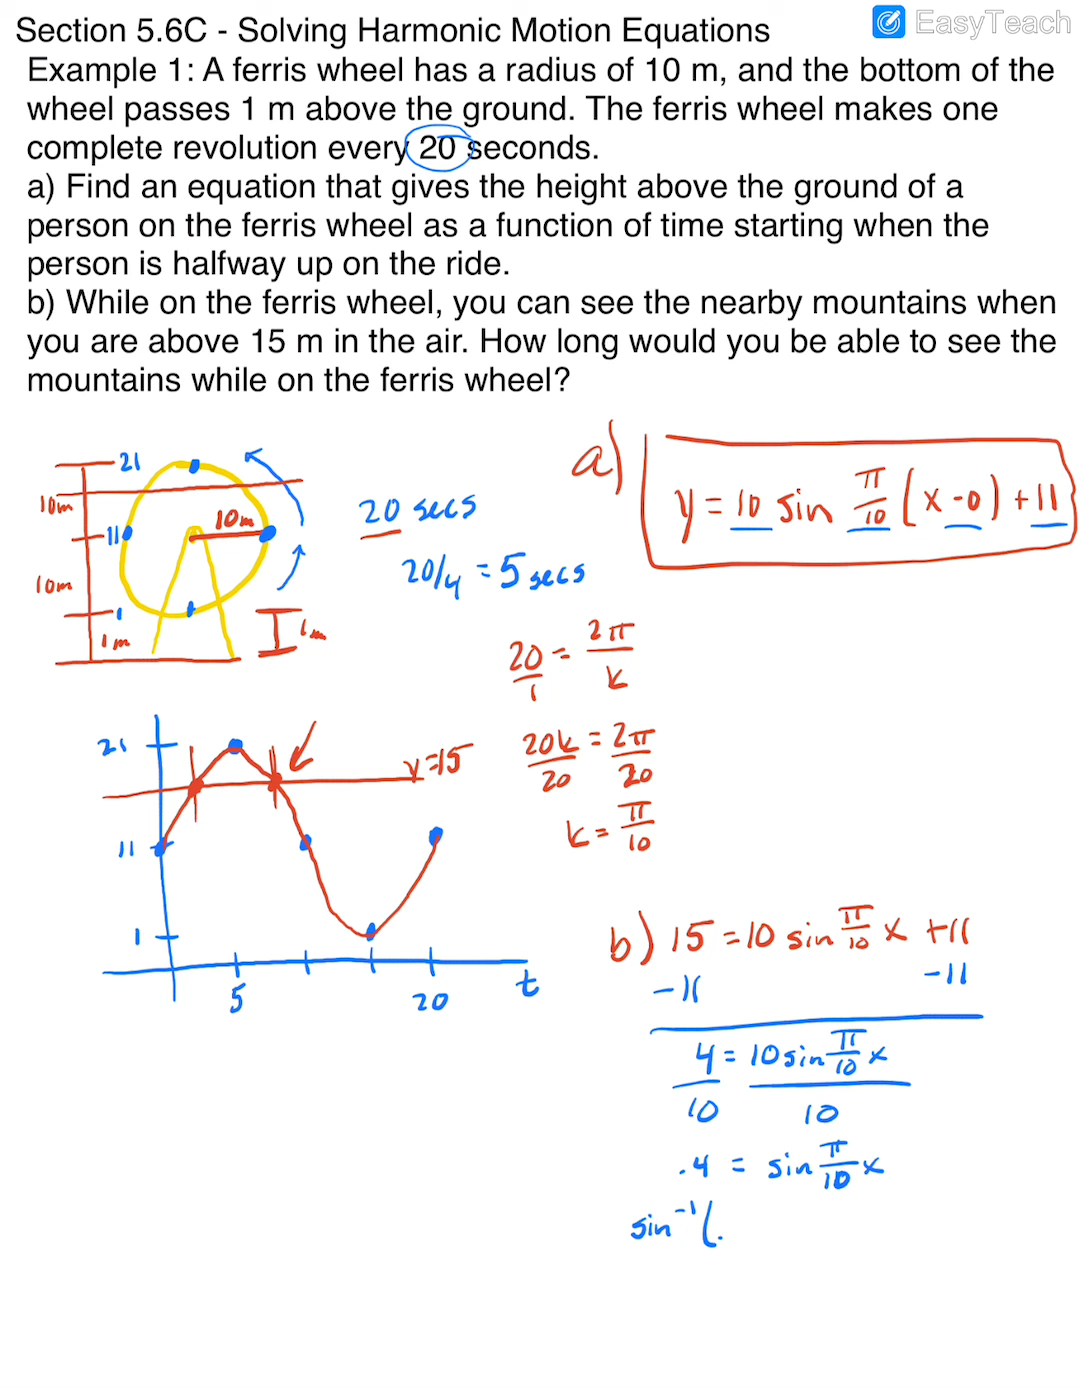 EasyTeach
Section 5.6C - Solving Harmonic Motion Equations
Example 1: A ferris wheel has a radius of 10 m, and the bottom of the
wheel passes 1 m above the ground. The ferris wheel makes one
complete revolution every 20 seconds.
a) Find an equation that gives the height above the ground of a
person on the ferris wheel as a function of time starting when the
person is halfway up on the ride.
b) While on the ferris wheel, you can see the nearby mountains when
you are above 15 m in the air. How long would you be able to see the
mountains while on the ferris wheel?
21
10m
11
10m
10m
1
1m
1m
20 secs
20/4 = 5 secs
a) y = 10 sin π/10 (x - 0) + 11
20/1 = 2π/k
20k/20 = 2π/20
k = π/10
21
y=15
11
1
5
20
t
b) 15 = 10 sin π/10 x + 11
-11 -11
4/10 = 10 sin π/10 x / 10
.4 = sin π/10 x
sin⁻¹(.